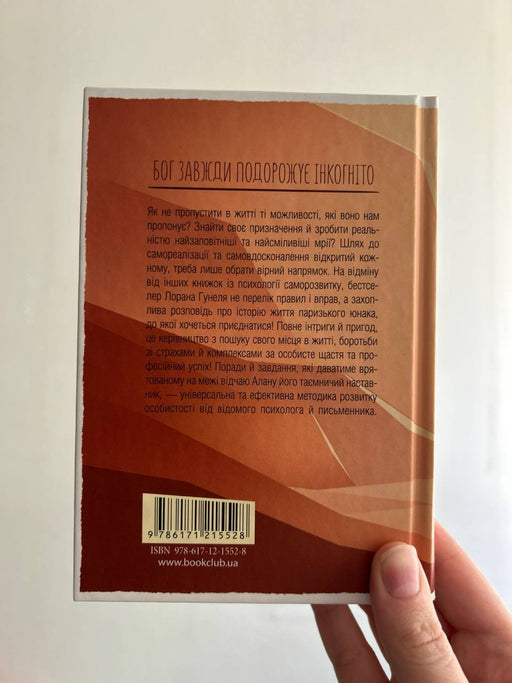 БОГ ЗАВЖДИ ПОДОРОЖУЄ ІНКОГНІТО
Як не пропустити в житті ті можливості, які воно нам
пропонує? Знайти своє призначення й зробити реаль-
ністю найзаповітніші та найсміливіші мрії? Шлях до
самореалізації та самовдосконалення відкритий кож-
ному, треба лише обрати вірний напрямок. На відміну
від інших книжок із психології саморозвитку, бестсе-
лер Лорана Гунеля не перелік правил і вправ, а захоп-
лива розповідь про історію життя паризького юнака,
до якої хочеться приєднатися! Повне інтриги й пригод,
це керівництво з пошуку свого місця в житті, боротьби
зі страхами й комплексами за особисте щастя та про-
фесійний успіх! Поради й завдання, які даватиме вря-
тованому на межі відчаю Алану його таємничий настав-
ник, — універсальна та ефективна методика розвитку
особистості від відомого психолога й письменника.
9 786171 215528
ISBN 978-617-12-1552-8
www.bookclub.ua